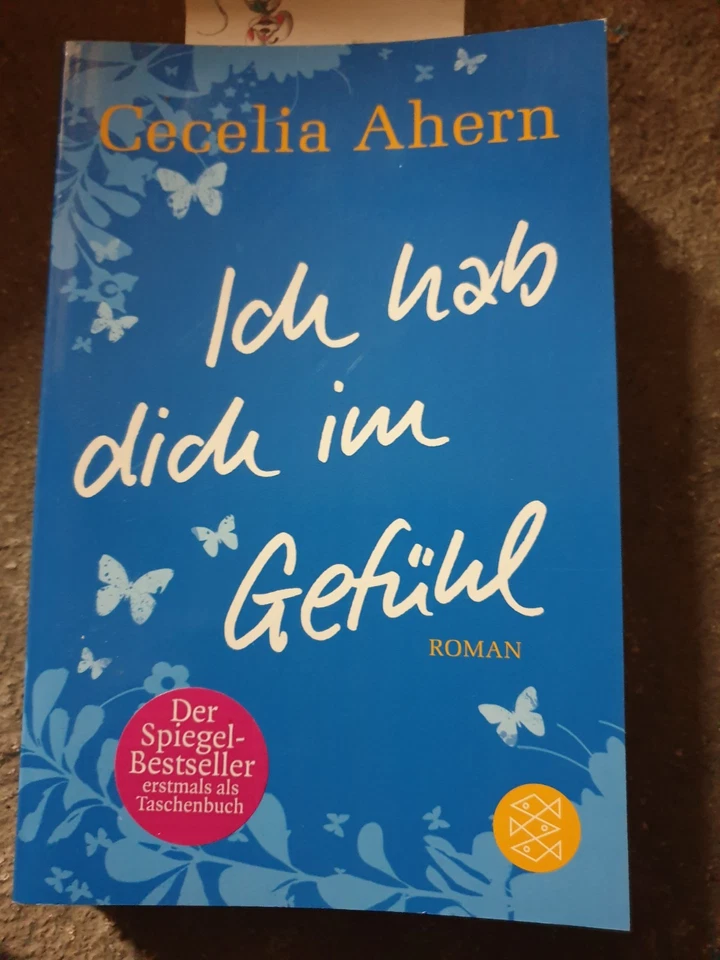 Cecelia Ahern
Ich hab
dich im
Gefühl
ROMAN
Der
Spiegel-
Bestseller
erstmals als
Taschenbuch